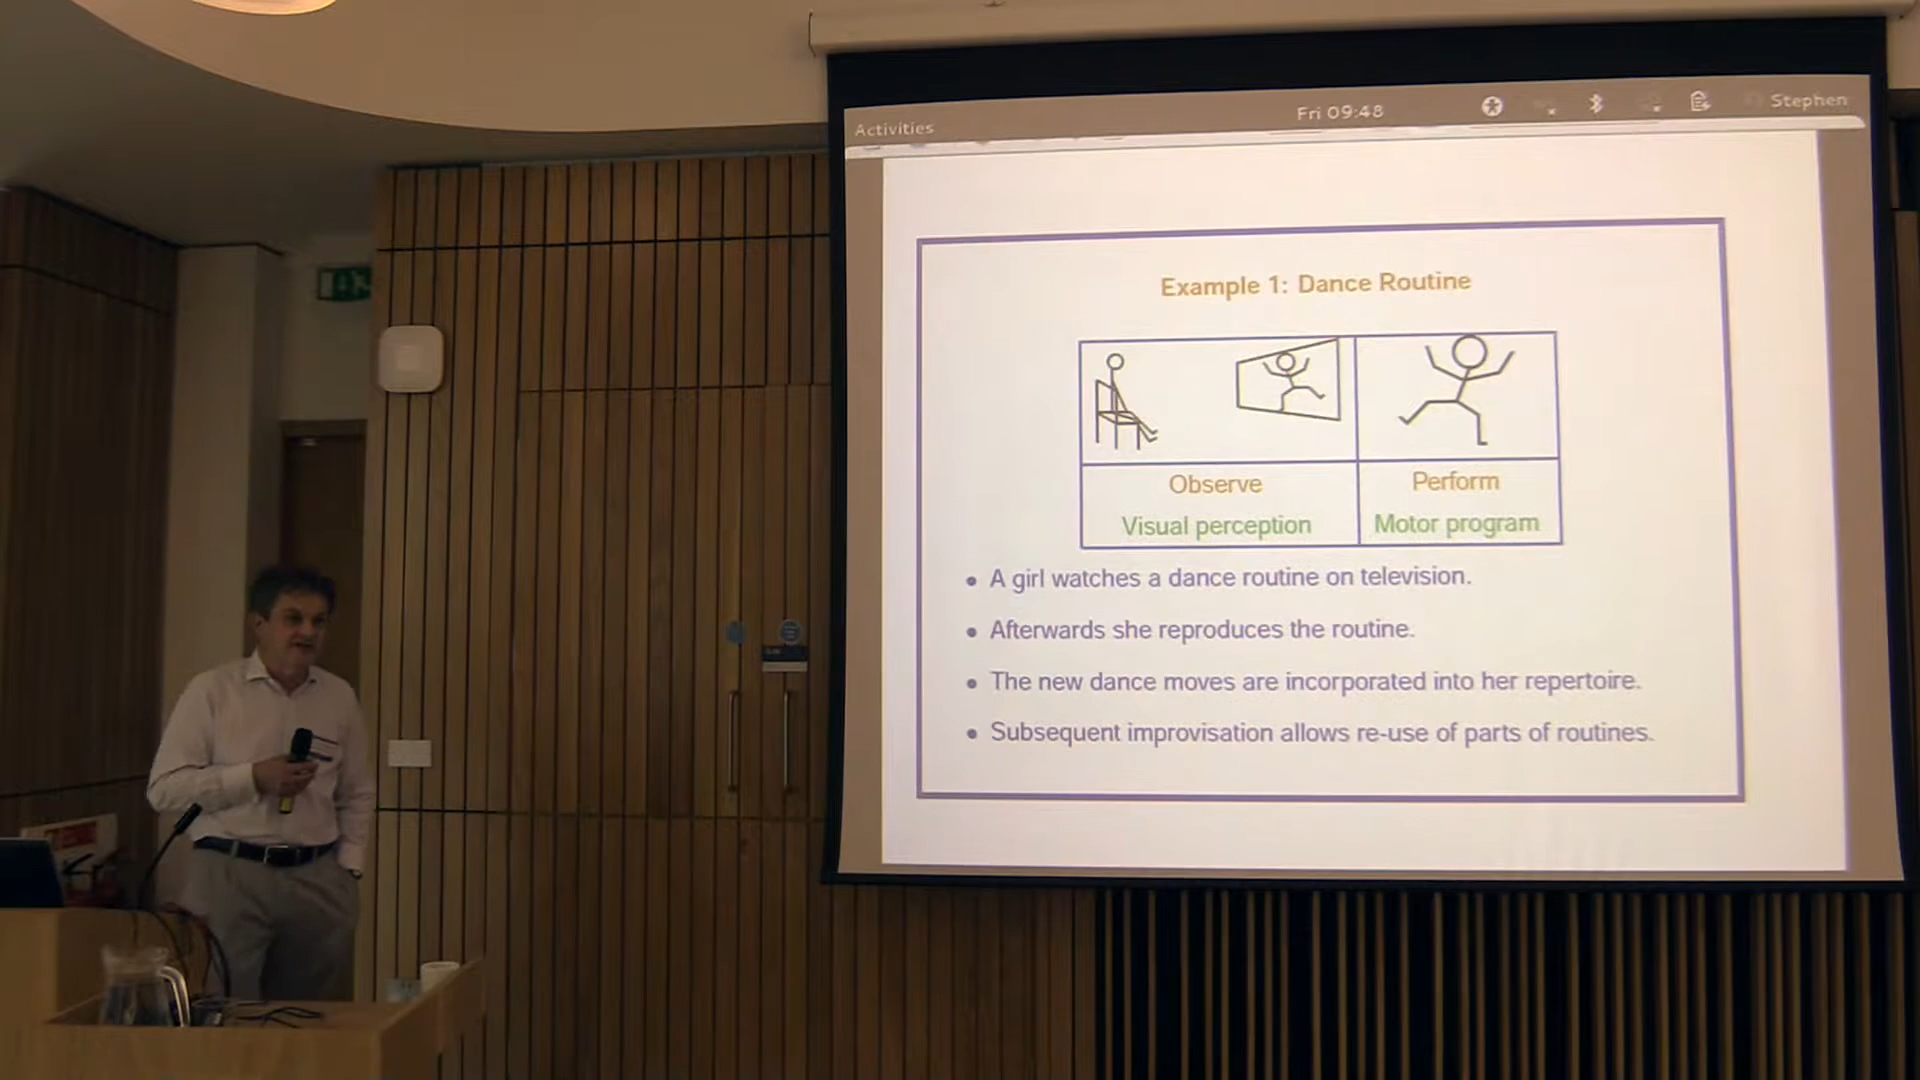 Activities
Fri 09:48
Stephen
Example 1: Dance Routine
Observe
Perform
Visual perception
Motor program
• A girl watches a dance routine on television.
• Afterwards she reproduces the routine.
• The new dance moves are incorporated into her repertoire.
• Subsequent improvisation allows re-use of parts of routines.